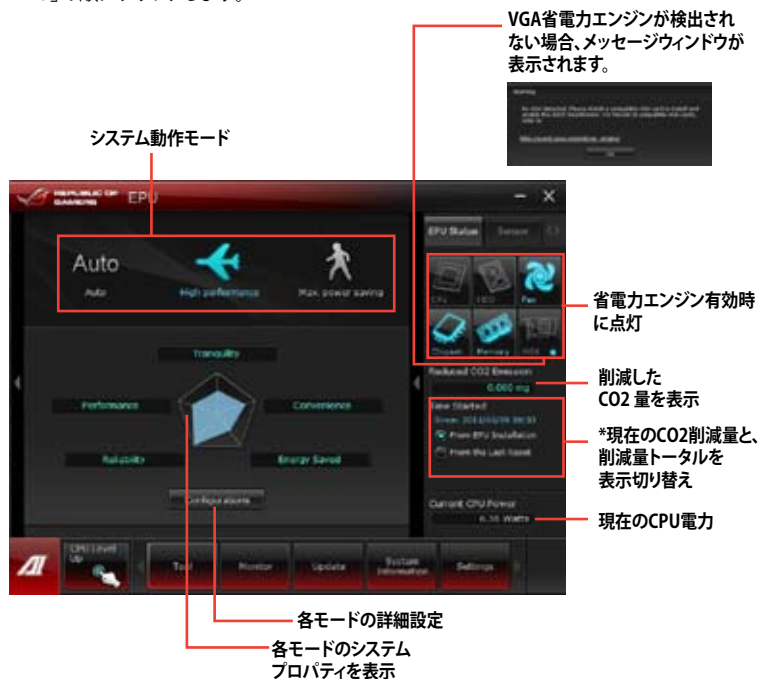 VGA省電力エンジンが検出され
ない場合、メッセージウィンドウが
表示されます。
システム動作モード
REPUBLIC OF
GAMERS
EPU
EPU Status
Sensor
Auto
Auto
High performance
Max. power saving
CPU
HDD
Fan
Chipset
Memory
VGA
省電力エンジン有効時
に点灯
Tranquility
Performance
Convenience
Reliability
Energy Saved
Configurations
Reduced CO2 Emission
0.000 mg
削減した
CO2 量を表示
Time Started
From EPU Installation
From the Last Reset
*現在のCO2削減量と、
削減量トータルを
表示切り替え
Current CPU Power
Watts
現在のCPU電力
CPU Level
Up
Tool
Monitor
Update
System
Information
Settings
各モードの詳細設定
各モードのシステム
プロパティを表示